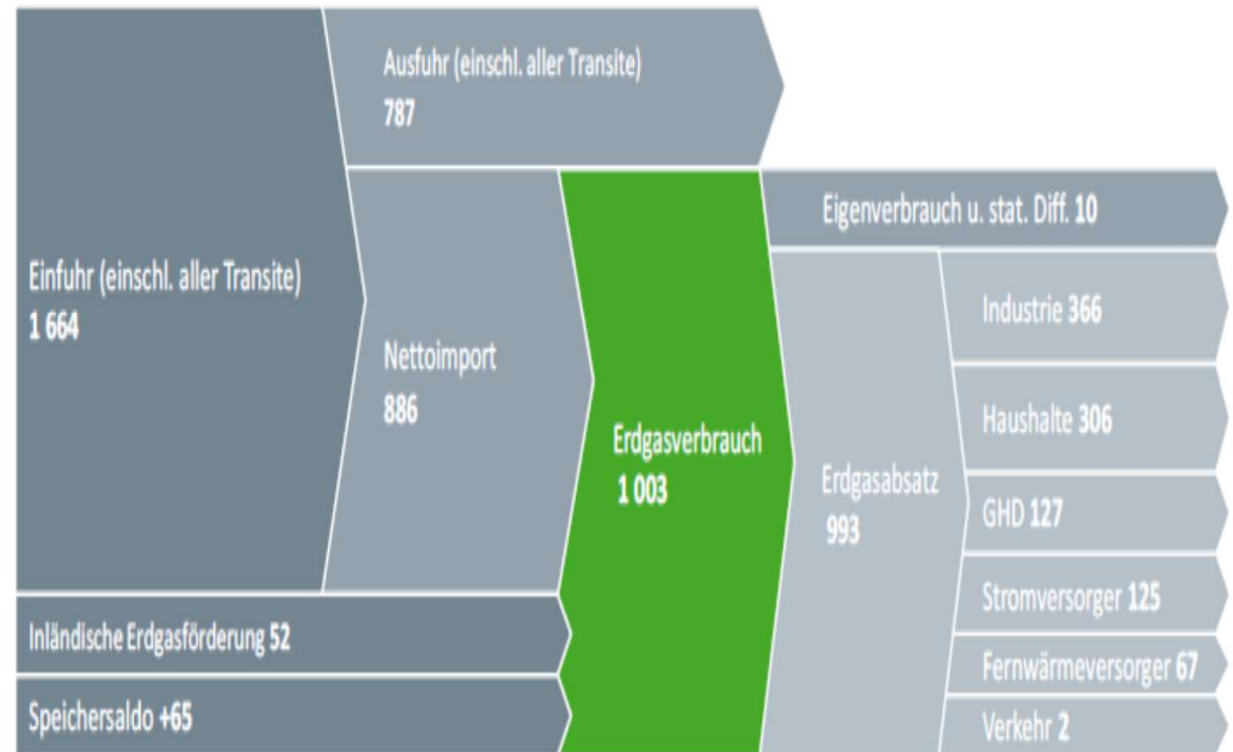 Ausfuhr (einschl. aller Transite)
787
Eigenverbrauch u. stat. Diff. 10
Einfuhr (einschl. aller Transite)
1 664
Nettoimport
886
Erdgasverbrauch
1 003
Erdgasabsatz
993
Industrie 366
Haushalte 306
GHD 127
Stromversorger 125
Fernwärmeversorger 67
Verkehr 2
Inländische Erdgasförderung 52
Speichersaldo +65